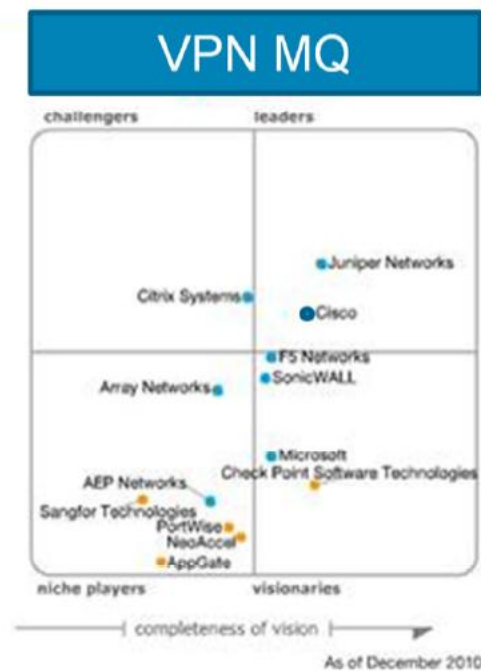 VPN MQ
challengers
leaders
Juniper Networks
Citrix Systems
Cisco
F5 Networks
SonicWALL
Array Networks
Microsoft
Check Point Software Technologies
AEP Networks
Sangfor Technologies
PortWise
NeoAccel
AppGate
niche players
visionaries
completeness of vision
As of December 2010